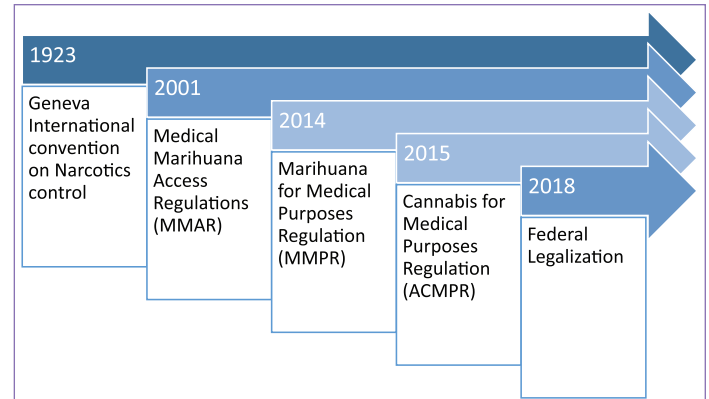 1923
Geneva
International
convention
on Narcotics
control
2001
Medical
Marihuana
Access
Regulations
(MMAR)
2014
Marihuana
for Medical
Purposes
Regulation
(MMPR)
2015
Cannabis for
Medical
Purposes
Regulation
(ACMPR)
2018
Federal
Legalization